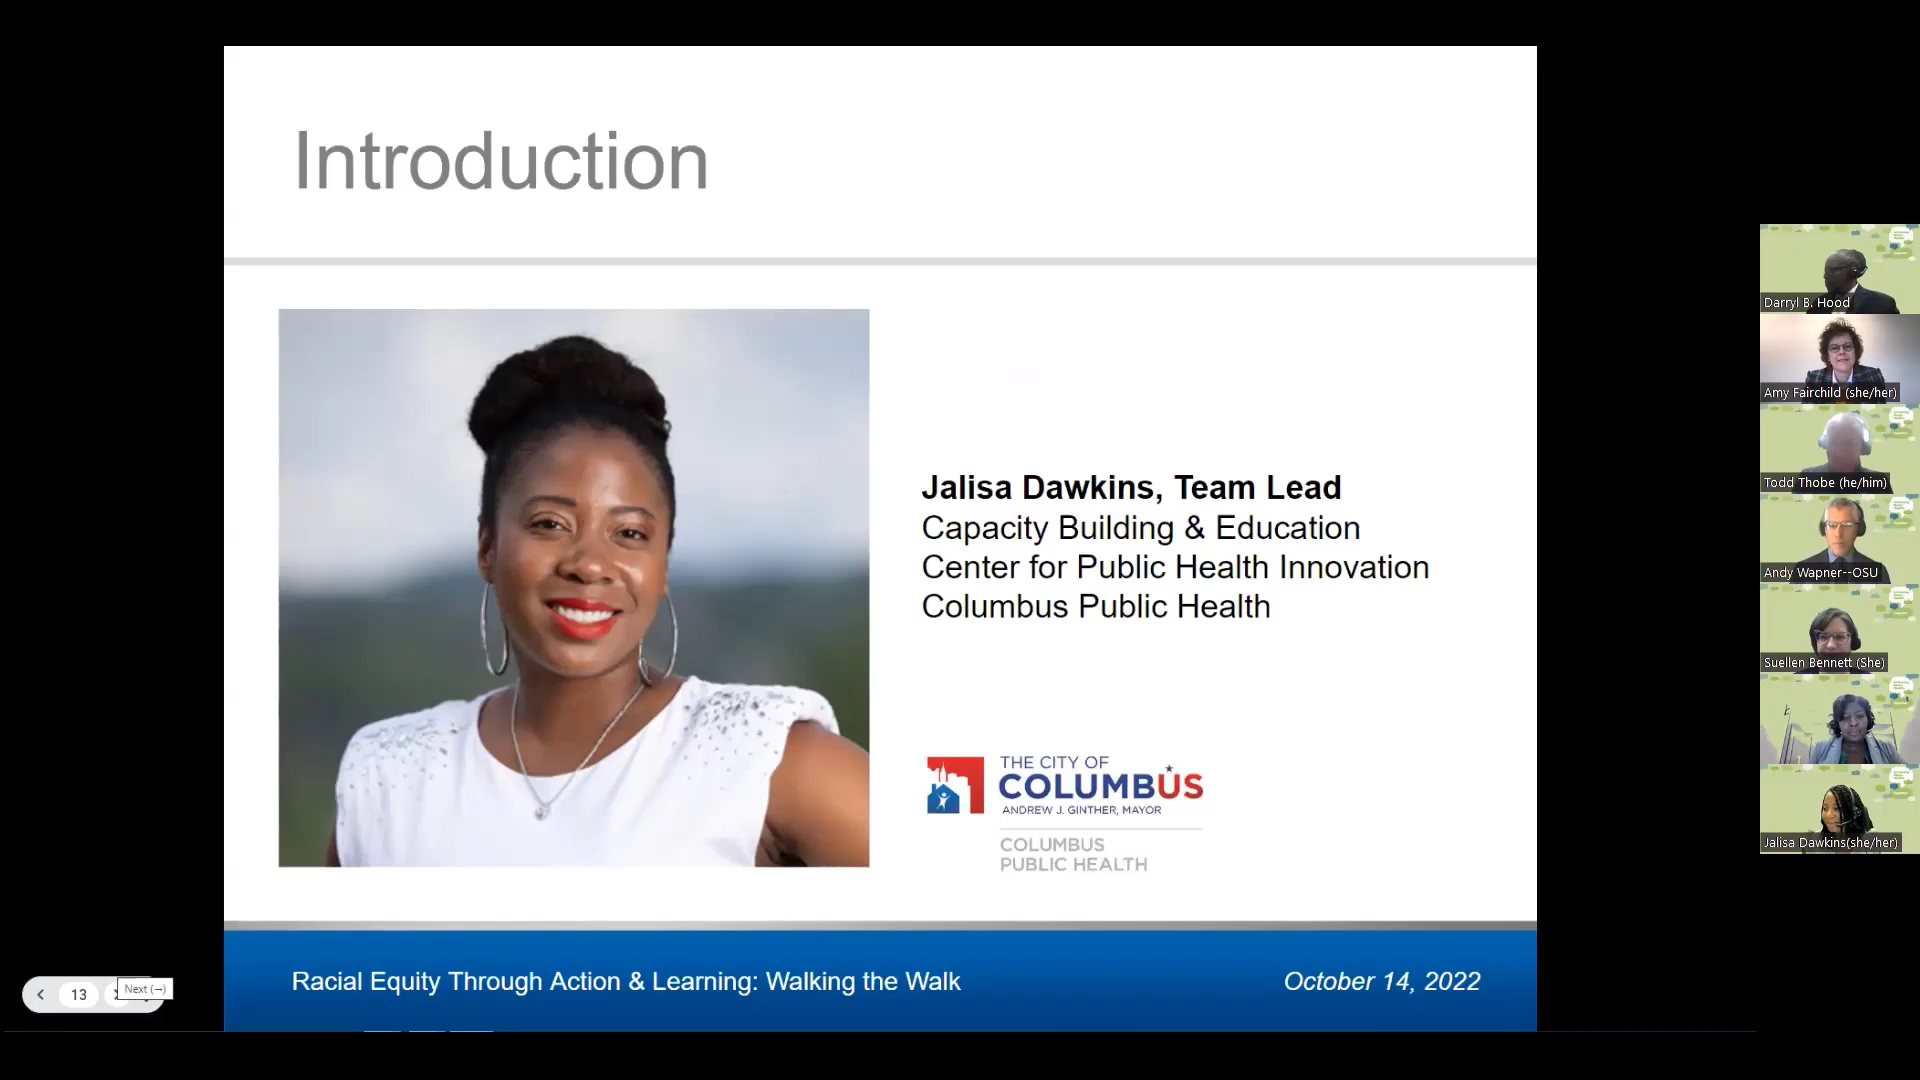 Introduction
Jalisa Dawkins, Team Lead
Capacity Building & Education
Center for Public Health Innovation
Columbus Public Health
THE CITY OF
COLUMBUS
ANDREW J. GINTHER, MAYOR
COLUMBUS
PUBLIC HEALTH
Racial Equity Through Action & Learning: Walking the Walk
October 14, 2022
13
Next (→)
Darryl B. Hood
Amy Fairchild (she/her)
Todd Thobe (he/him)
Andy Wapner--OSU
Suellen Bennett (She)
Jalisa Dawkins(she/her)